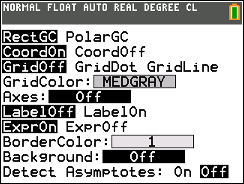 NORMAL FLOAT AUTO REAL DEGREE CL
RectGC PolarGC
CoordOn CoordOff
GridOff GridDot GridLine
GridColor: MEDGRAY
Axes: Off
LabelOff LabelOn
ExprOn ExprOff
BorderColor: 1
Background: Off
Detect Asymptotes: On Off